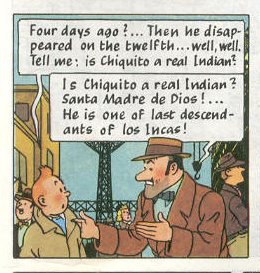 Four days ago?... Then he disap-
peared on the twelfth...well, well.
Tell me: is Chiquito a real Indian?
Is Chiquito a real Indian?
Santa Madre de Dios!...
He is one of last descend-
ants of los Incas!